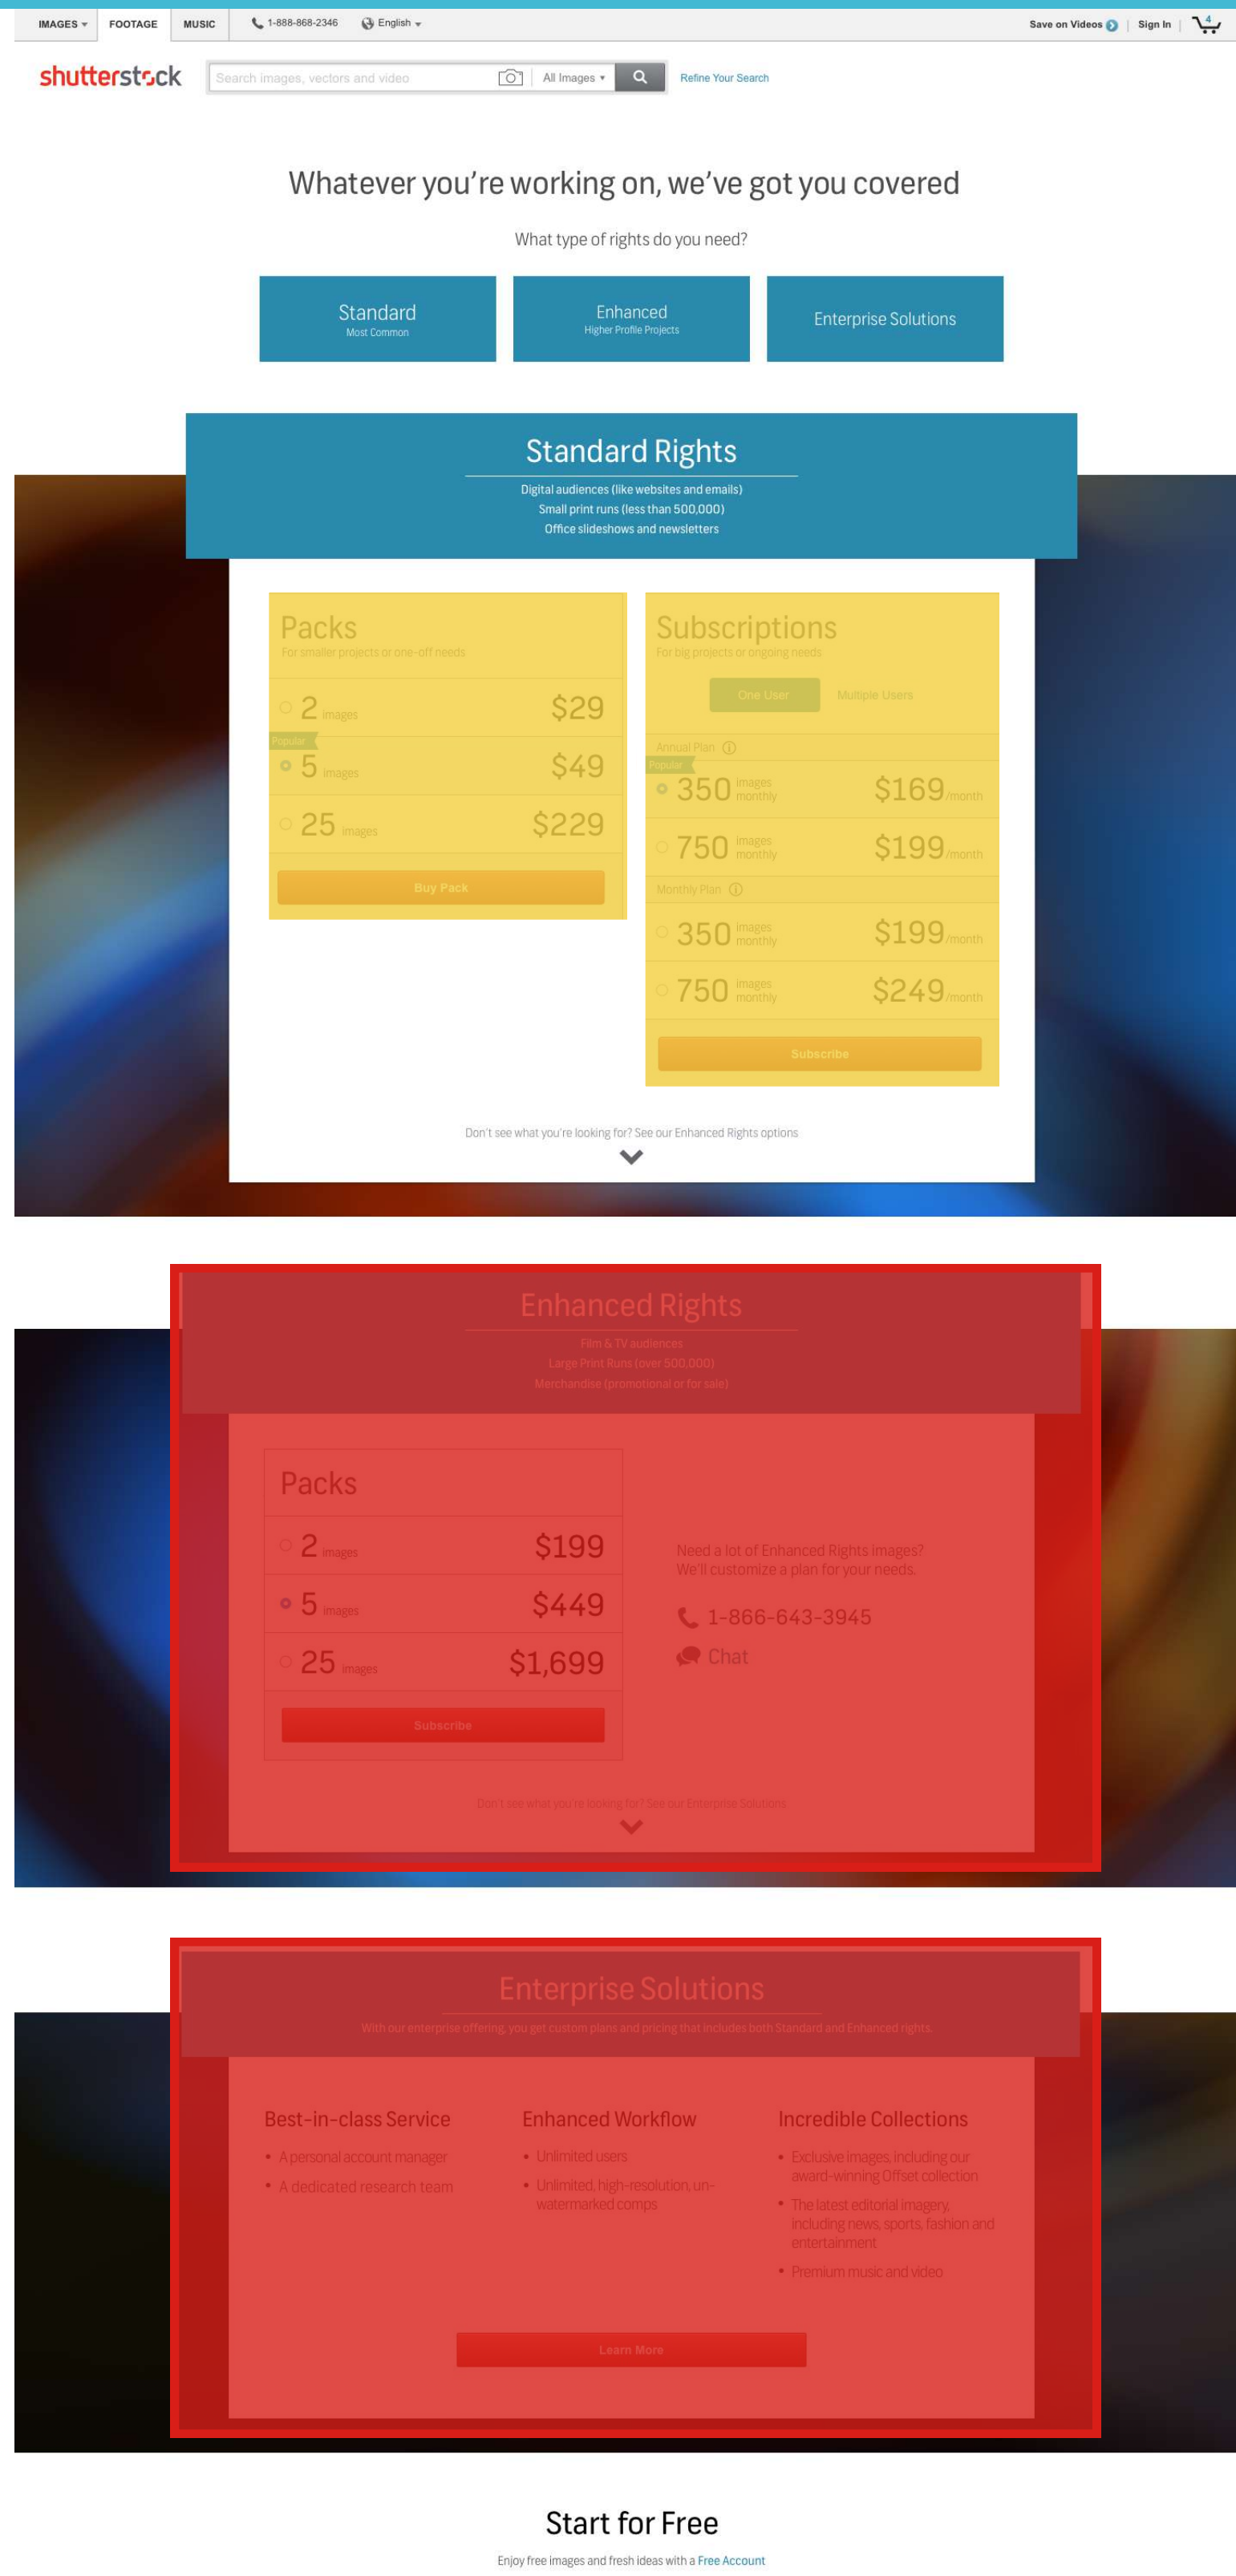 IMAGES FOOTAGE MUSIC 1-888-868-2346 English Save on Videos Sign In 4
shutterstock Search images, vectors and video All Images Refine Your Search
Whatever you're working on, we've got you covered
What type of rights do you need?
Standard
Most Common
Enhanced
Higher Profile Projects
Enterprise Solutions
Standard Rights
Digital audiences (like websites and emails)
Small print runs (less than 500,000)
Office slideshows and newsletters
Packs
For smaller projects or one-off needs
2 images $29
Popular
5 images $49
25 images $229
Buy Pack
Subscriptions
For big projects or ongoing needs
One User Multiple Users
Annual Plan
Popular
350 images monthly $169/month
750 images monthly $199/month
Monthly Plan
350 images monthly $199/month
750 images monthly $249/month
Subscribe
Don't see what you're looking for? See our Enhanced Rights options
Enhanced Rights
Film & TV audiences
Large Print Runs (over 500,000)
Merchandise (promotional or for sale)
Packs
2 images $199
5 images $449
25 images $1,699
Subscribe
Need a lot of Enhanced Rights images?
We'll customize a plan for your needs.
1-866-643-3945
Chat
Don't see what you're looking for? See our Enterprise Solutions
Enterprise Solutions
With our enterprise offering, you get custom plans and pricing that includes both Standard and Enhanced rights.
Best-in-class Service
• A personal account manager
• A dedicated research team
Enhanced Workflow
• Unlimited users
• Unlimited, high-resolution, un-
watermarked comps
Incredible Collections
• Exclusive images, including our
award-winning Offset collection
• The latest editorial imagery,
including news, sports, fashion and
entertainment
• Premium music and video
Learn More
Start for Free
Enjoy free images and fresh ideas with a Free Account